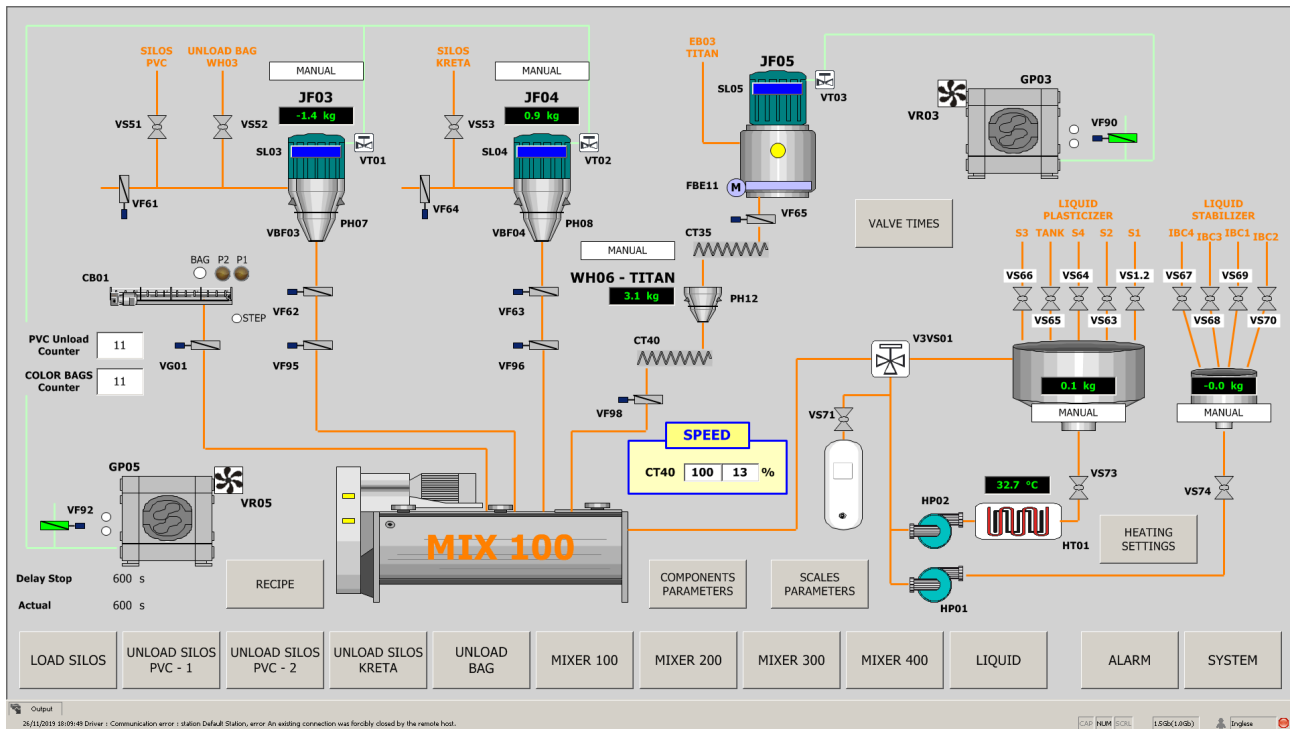 SILOS
PVC
UNLOAD BAG
WH03
MANUAL
JF03
-1.4 kg
VS51
VS52
SL03
VT01
VF61
VBF03
PH07
SILOS
KRETA
MANUAL
JF04
0.9 kg
VS53
SL04
VT02
VF64
VBF04
PH08
EB03
TITAN
JF05
SL05
VT03
FBE11
M
VF65
GP03
VR03
VF90
VALVE TIMES
CT35
MANUAL
WH06 - TITAN
3.1 kg
PH12
CT40
VF98
BAG P2 P1
CB01
STEP
VF62
VF63
VG01
VF95
VF96
PVC Unload
Counter
11
COLOR BAGS
Counter
11
LIQUID
PLASTICIZER
S3 TANK S4 S2 S1
VS66 VS64 VS1.2
VS65 VS63
LIQUID
STABILIZER
IBC4 IBC3 IBC1 IBC2
VS67 VS69
VS68 VS70
V3VS01
0.1 kg
MANUAL
-0.0 kg
MANUAL
VS71
SPEED
CT40 100 13 %
VS73
VS74
32.7 °C
HP02
HT01
HP01
HEATING
SETTINGS
GP05
VR05
VF92
MIX 100
Delay Stop 600 s
Actual 600 s
RECIPE
COMPONENTS
PARAMETERS
SCALES
PARAMETERS
LOAD SILOS
UNLOAD SILOS
PVC - 1
UNLOAD SILOS
PVC - 2
UNLOAD SILOS
KRETA
UNLOAD
BAG
MIXER 100
MIXER 200
MIXER 300
MIXER 400
LIQUID
ALARM
SYSTEM
Output
26/11/2019 18:09:49 Driver : Communication error : station Default Station, error An existing connection was forcibly closed by the remote host.
CAP NUM SCRL 1.5Gb(1.0Gb) Inglese